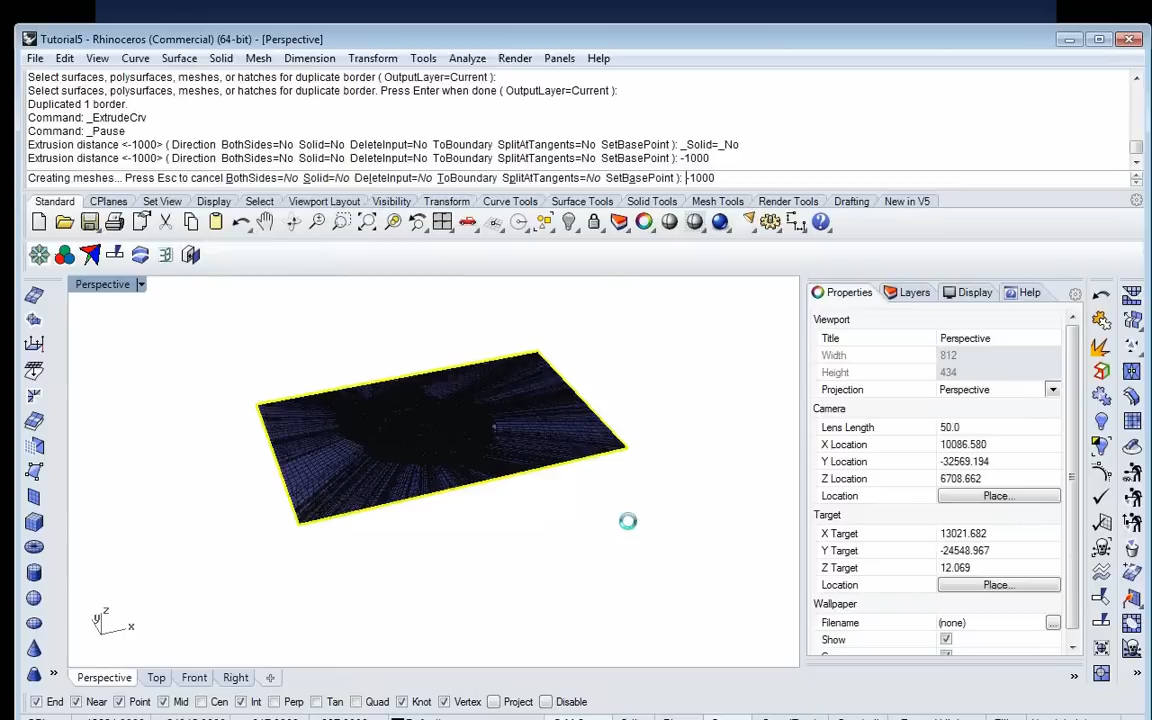 Tutorial5 - Rhinoceros (Commercial) (64-bit) - [Perspective]
File Edit View Curve Surface Solid Mesh Dimension Transform Tools Analyze Render Panels Help
Select surfaces, polysurfaces, meshes, or hatches for duplicate border ( OutputLayer=Current ):
Select surfaces, polysurfaces, meshes, or hatches for duplicate border. Press Enter when done ( OutputLayer=Current ):
Duplicated 1 border.
Command: _ExtrudeCrv
Command: _Pause
Extrusion distance <-1000> ( Direction BothSides=No Solid=No DeleteInput=No ToBoundary SplitAtTangents=No SetBasePoint ): _Solid=_No
Extrusion distance <-1000> ( Direction BothSides=No Solid=No DeleteInput=No ToBoundary SplitAtTangents=No SetBasePoint ): -1000
Creating meshes... Press Esc to cancel BothSides=No Solid=No DeleteInput=No ToBoundary SplitAtTangents=No SetBasePoint ): -1000
Standard CPlanes Set View Display Select Viewport Layout Visibility Transform Curve Tools Surface Tools Solid Tools Mesh Tools Render Tools Drafting New in V5
Perspective
Properties Layers Display Help
Viewport
Title Perspective
Width 812
Height 434
Projection Perspective
Camera
Lens Length 50.0
X Location 10086.580
Y Location -32569.194
Z Location 6708.662
Location Place...
Target
X Target 13021.682
Y Target -24548.967
Z Target 12.069
Location Place...
Wallpaper
Filename (none) ...
Show
z
y
x
Perspective Top Front Right
End Near Point Mid Cen Int Perp Tan Quad Knot Vertex Project Disable